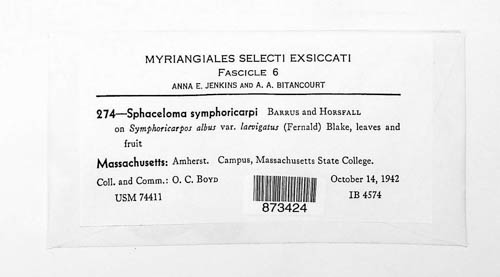 MYRIANGIALES SELECTI EXSICCATI
FASCICLE 6
ANNA E. JENKINS AND A. A. BITANCOURT
274—Sphaceloma symphoricarpi BARRUS and HORSFALL
on Symphoricarpos albus var. laevigatus (Fernald) Blake, leaves and
fruit
Massachusetts: Amherst. Campus, Massachusetts State College.
Coll. and Comm.: O. C. BOYD October 14, 1942
USM 74411 IB 4574
873424